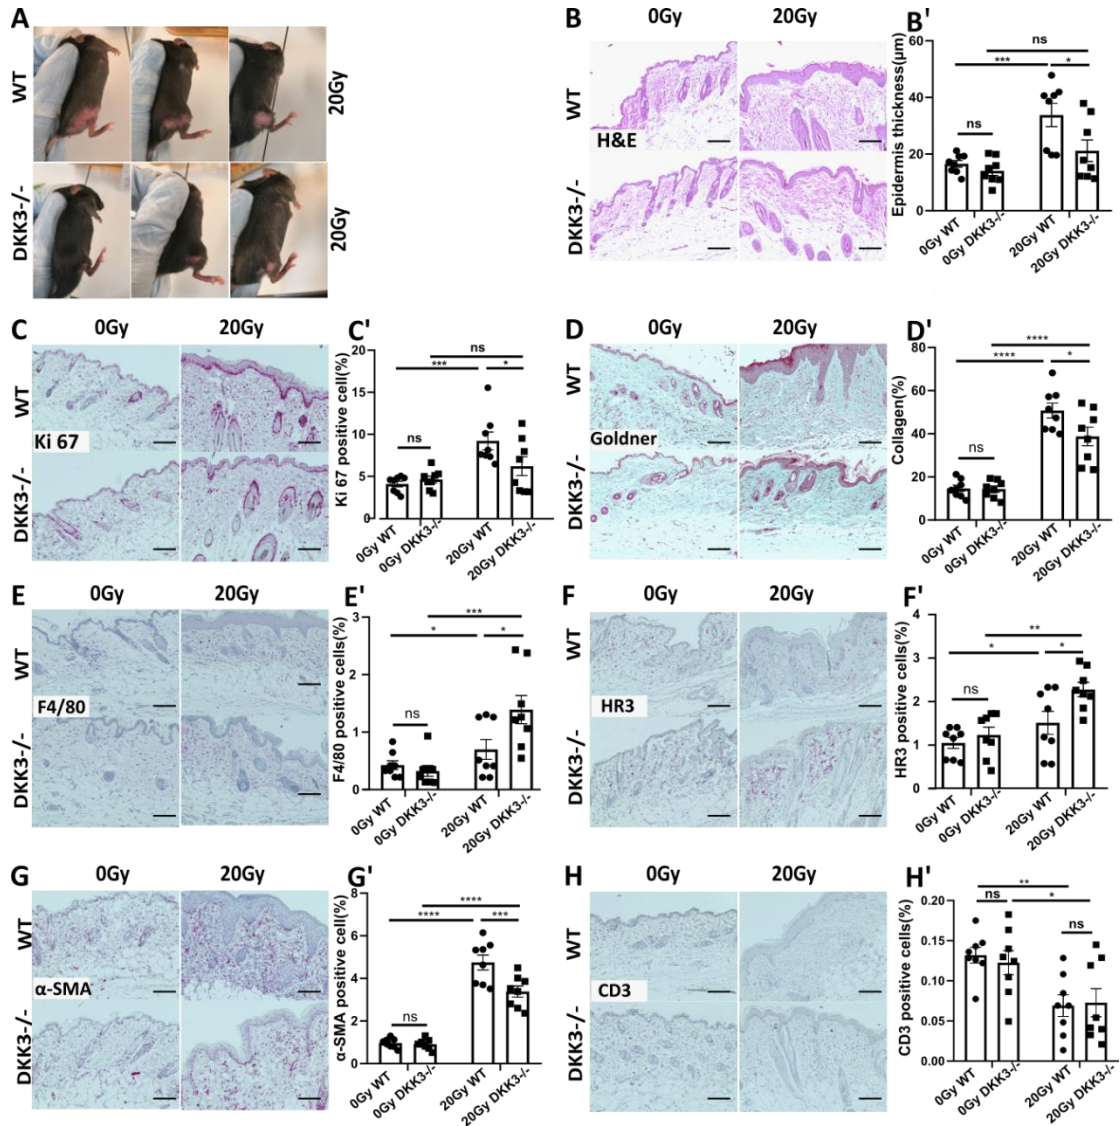 A
WT
20Gy
DKK3-/-
20Gy
B
0Gy
20Gy
WT
H&E
DKK3-/-
B'
Epidermis thickness(μm)
60
40
20
0
ns
***
*
ns
0Gy WT
0Gy DKK3-/-
20Gy WT
20Gy DKK3-/-
C
0Gy
20Gy
WT
Ki 67
DKK3-/-
C'
Ki 67 positive cell(%)
20
15
10
5
0
ns
***
*
ns
0Gy WT
0Gy DKK3-/-
20Gy WT
20Gy DKK3-/-
D
0Gy
20Gy
WT
Goldner
DKK3-/-
D'
Collagen(%)
80
60
40
20
0
****
****
*
ns
0Gy WT
0Gy DKK3-/-
20Gy WT
20Gy DKK3-/-
E
0Gy
20Gy
WT
F4/80
DKK3-/-
E'
F4/80 positive cells(%)
3
2
1
0
***
*
*
ns
0Gy WT
0Gy DKK3-/-
20Gy WT
20Gy DKK3-/-
F
0Gy
20Gy
WT
HR3
DKK3-/-
F'
HR3 positive cells(%)
4
3
2
1
0
**
*
*
ns
0Gy WT
0Gy DKK3-/-
20Gy WT
20Gy DKK3-/-
G
0Gy
20Gy
WT
α-SMA
DKK3-/-
G'
α-SMA positive cell(%)
8
6
4
2
0
****
****
***
ns
0Gy WT
0Gy DKK3-/-
20Gy WT
20Gy DKK3-/-
H
0Gy
20Gy
WT
CD3
DKK3-/-
H'
CD3 positive cells(%)
0.20
0.15
0.10
0.05
0.00
**
ns
*
ns
0Gy WT
0Gy DKK3-/-
20Gy WT
20Gy DKK3-/-